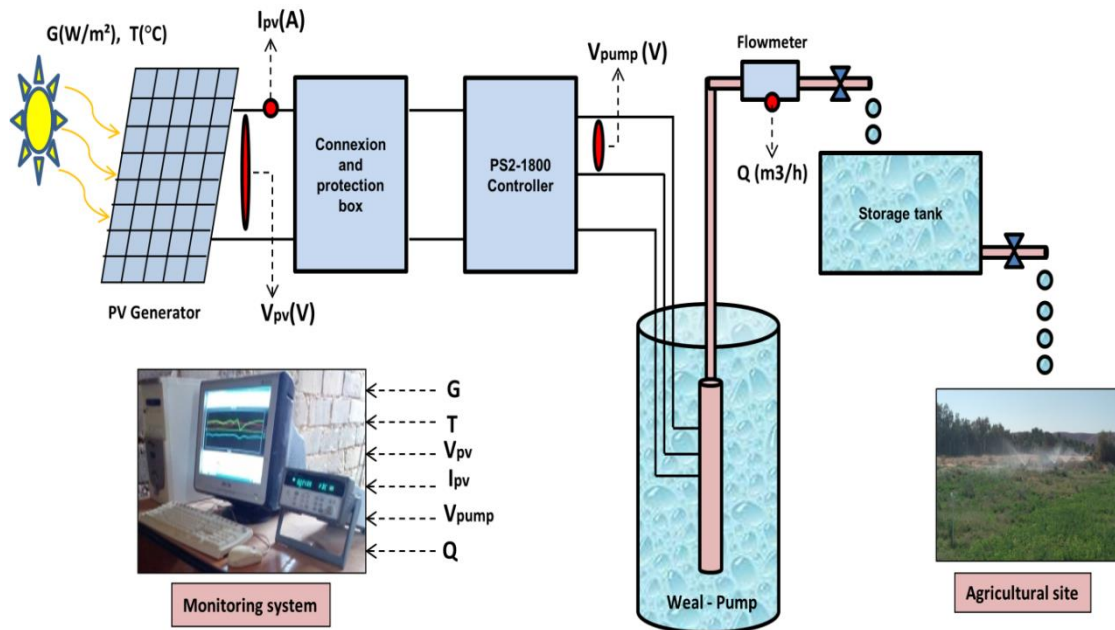 G(W/m²), T(°C)
Ipv(A)
Vpump (V)
Flowmeter
Connexion
and
protection
box
PS2-1800
Controller
Q (m3/h)
Storage tank
PV Generator
Vpv(V)
G
T
Vpv
Ipv
Vpump
Q
Monitoring system
Weal - Pump
Agricultural site